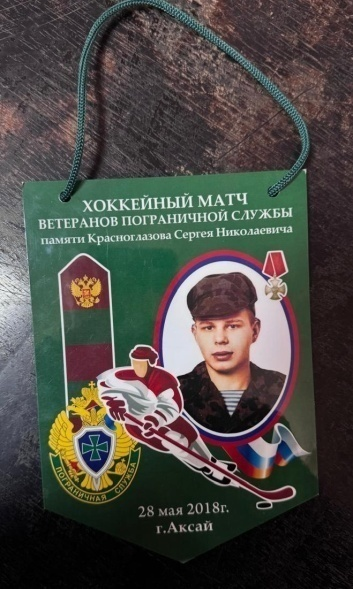 ХОККЕЙНЫЙ МАТЧ
ВЕТЕРАНОВ ПОГРАНИЧНОЙ СЛУЖБЫ
памяти Красноглазова Сергея Николаевича
ПОГРАНИЧНАЯ СЛУЖБА
28 мая 2018г.
г.Аксай